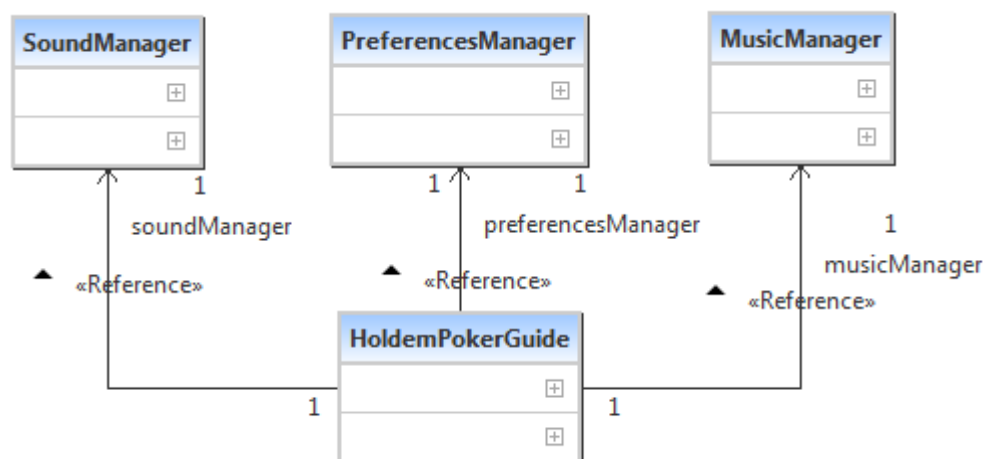 SoundManager
PreferencesManager
MusicManager
1
1
1
soundManager
preferencesManager
1
musicManager
«Reference»
«Reference»
«Reference»
HoldemPokerGuide
1
1